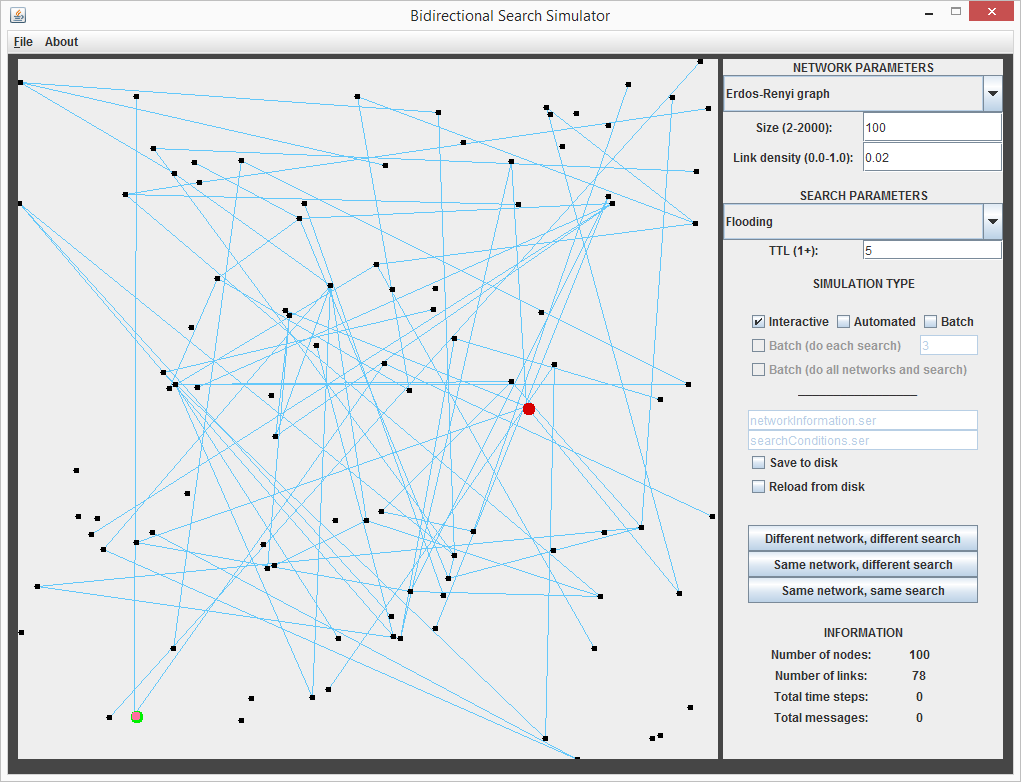 Bidirectional Search Simulator
File About
NETWORK PARAMETERS
Erdos-Renyi graph
Size (2-2000): 100
Link density (0.0-1.0): 0.02
SEARCH PARAMETERS
Flooding
TTL (1+): 5
SIMULATION TYPE
Interactive Automated Batch
Batch (do each search) 3
Batch (do all networks and search)
networkInformation.ser
searchConditions.ser
Save to disk
Reload from disk
Different network, different search
Same network, different search
Same network, same search
INFORMATION
Number of nodes: 100
Number of links: 78
Total time steps: 0
Total messages: 0